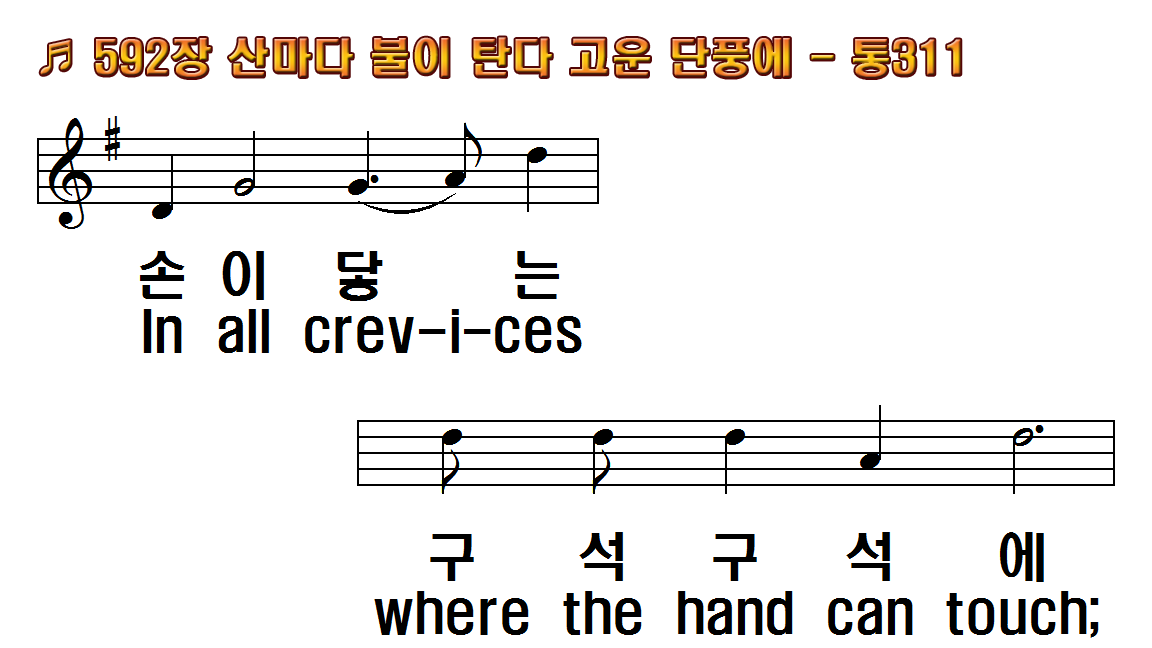 ♬ 592장 산마다 불이 탄다 고운 단풍에 - 통311
손 이 닿 는
In all crev-i-ces
구 석 구 석 에
where the hand can touch;